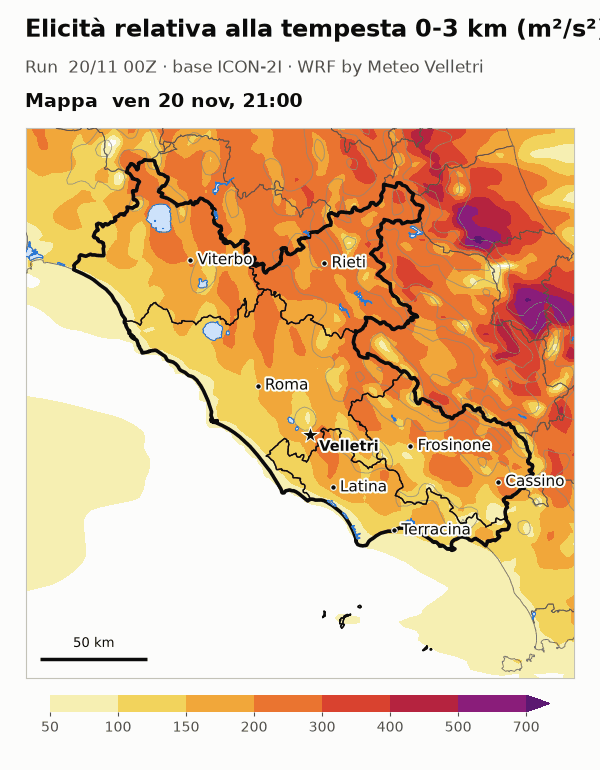 Elicità relativa alla tempesta 0-3 km (m²/s²)
Run  20/11 00Z · base ICON-2I · WRF by Meteo Velletri
Mappa  ven 20 nov, 21:00
Viterbo
Rieti
Roma
Velletri
Frosinone
Latina
Cassino
Terracina
50 km
50 100 150 200 300 400 500 700